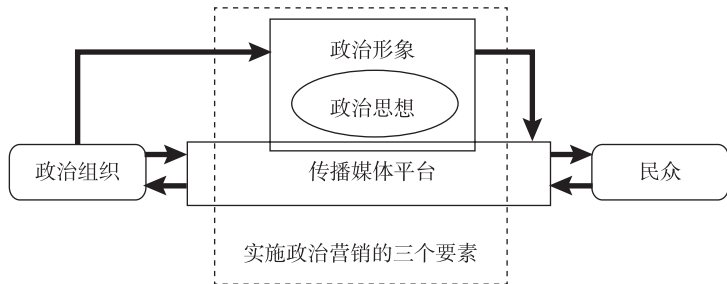 政治形象
政治思想
政治组织
传播媒体平台
民众
实施政治营销的三个要素